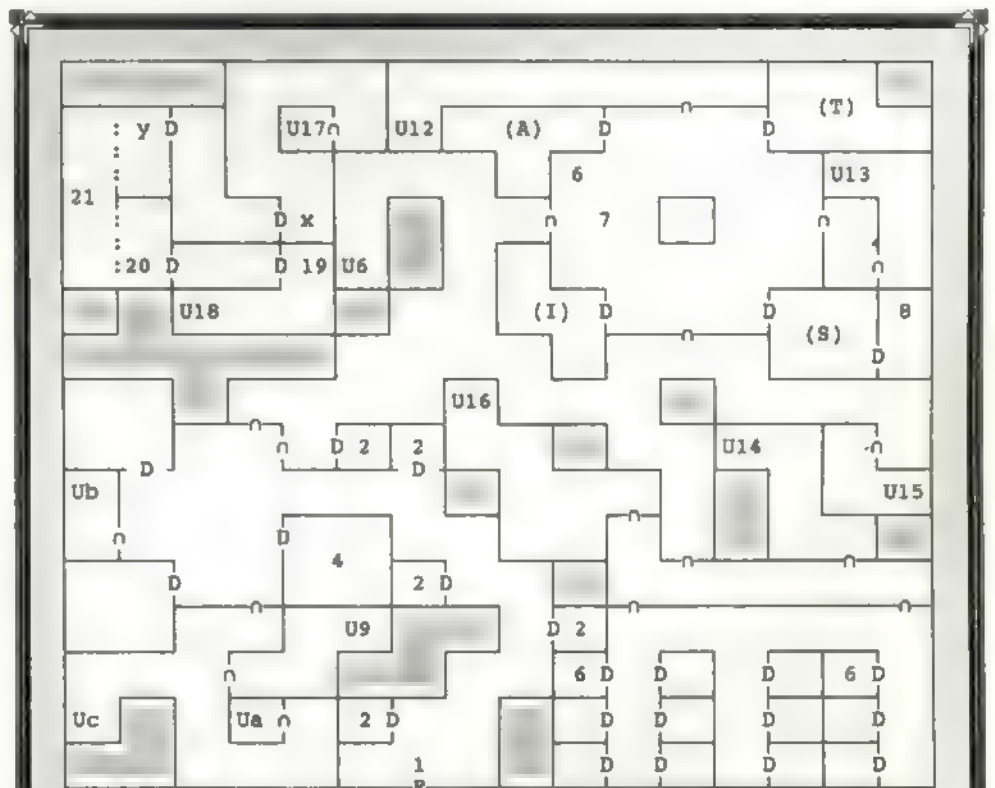 (T)
y D U17∩ U12 (A) D D
6 U13
21 7
D x ∩ ∩
:20 D D 19 U6 ∩
U18 (I) D D 8
∩ (S)
D
U16
∩
D 2 2 U14 ∩
D D
Ub U15
∩
∩ D
4 ∩ ∩
D 2 D
∩ ∩ ∩
U9 D 2
∩ 6 D D D 6 D
Uc Ua ∩ 2 D D D D D
1 D D D D